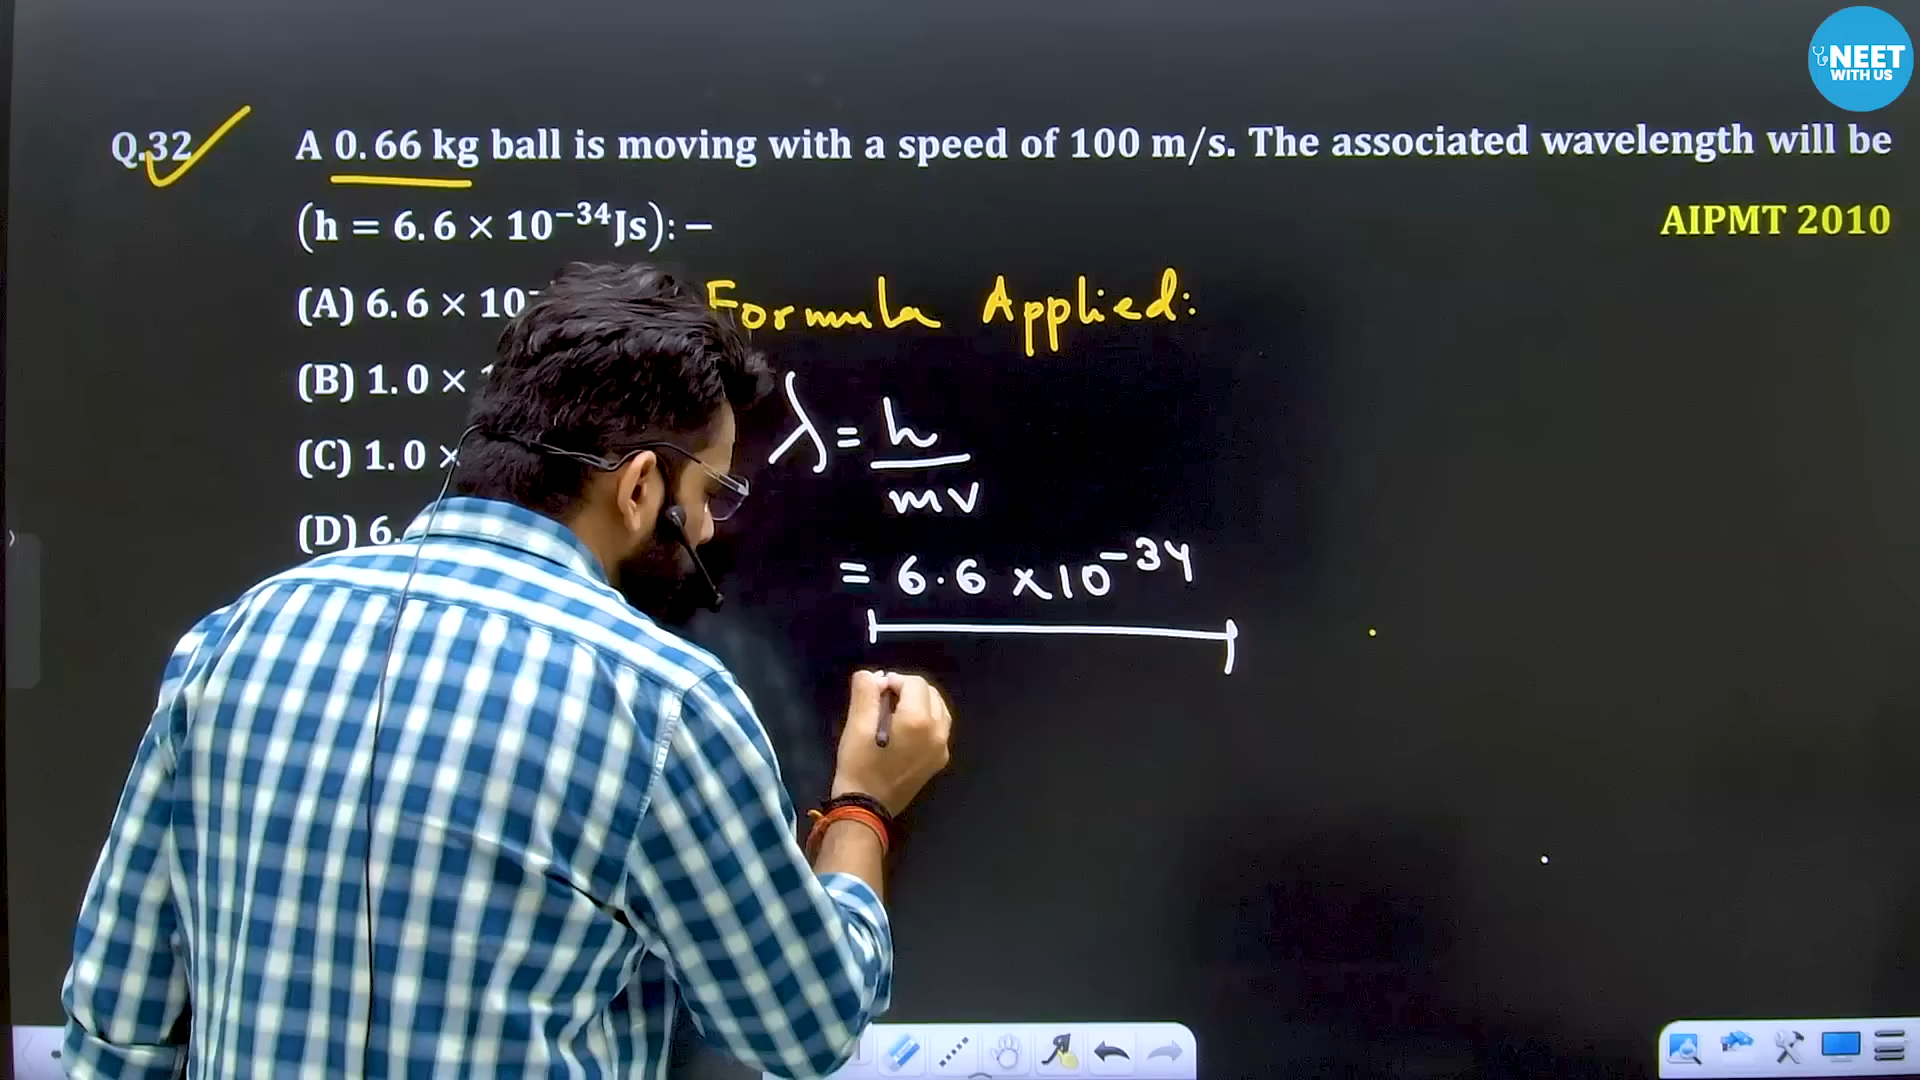 NEET
WITH US
Q.32 A 0.66 kg ball is moving with a speed of 100 m/s. The associated wavelength will be
(h = 6.6 × 10⁻³⁴Js): −
AIPMT 2010
(A) 6.6 × 10⁻
(B) 1.0 ×
(C) 1.0 ×
(D) 6.
Formula Applied:
λ = h
mv
= 6.6 × 10⁻³⁴